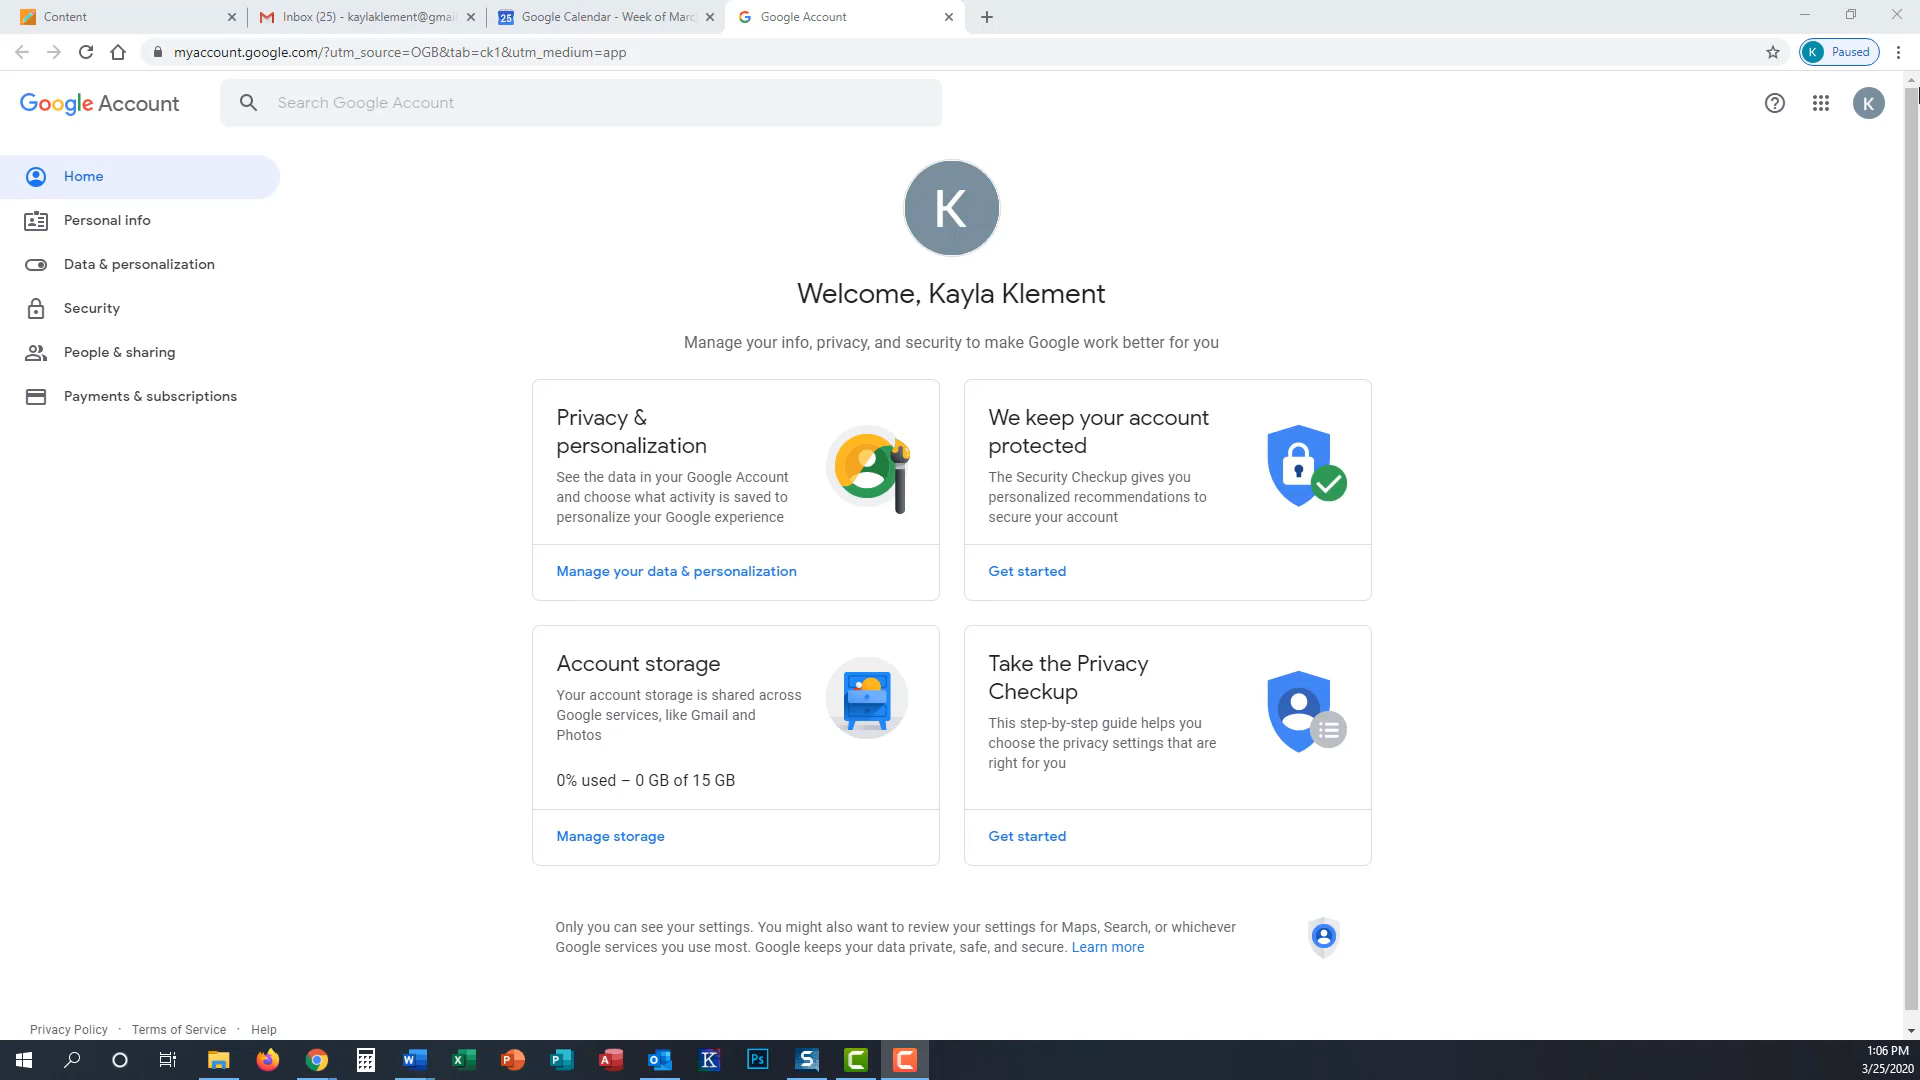 Content
Inbox (25) - kaylaklement@gmail
25
Google Calendar - Week of Marc
Google Account
myaccount.google.com/?utm_source=OGB&tab=ck1&utm_medium=app
K
Paused
Google Account
Search Google Account
K
Home
Personal info
Data & personalization
Security
People & sharing
Payments & subscriptions
K
Welcome, Kayla Klement
Manage your info, privacy, and security to make Google work better for you
Privacy &
personalization
See the data in your Google Account
and choose what activity is saved to
personalize your Google experience
Manage your data & personalization
We keep your account
protected
The Security Checkup gives you
personalized recommendations to
secure your account
Get started
Account storage
Your account storage is shared across
Google services, like Gmail and
Photos
0% used – 0 GB of 15 GB
Manage storage
Take the Privacy
Checkup
This step-by-step guide helps you
choose the privacy settings that are
right for you
Get started
Only you can see your settings. You might also want to review your settings for Maps, Search, or whichever
Google services you use most. Google keeps your data private, safe, and secure. Learn more
Privacy Policy · Terms of Service · Help
1:06 PM
3/25/2020